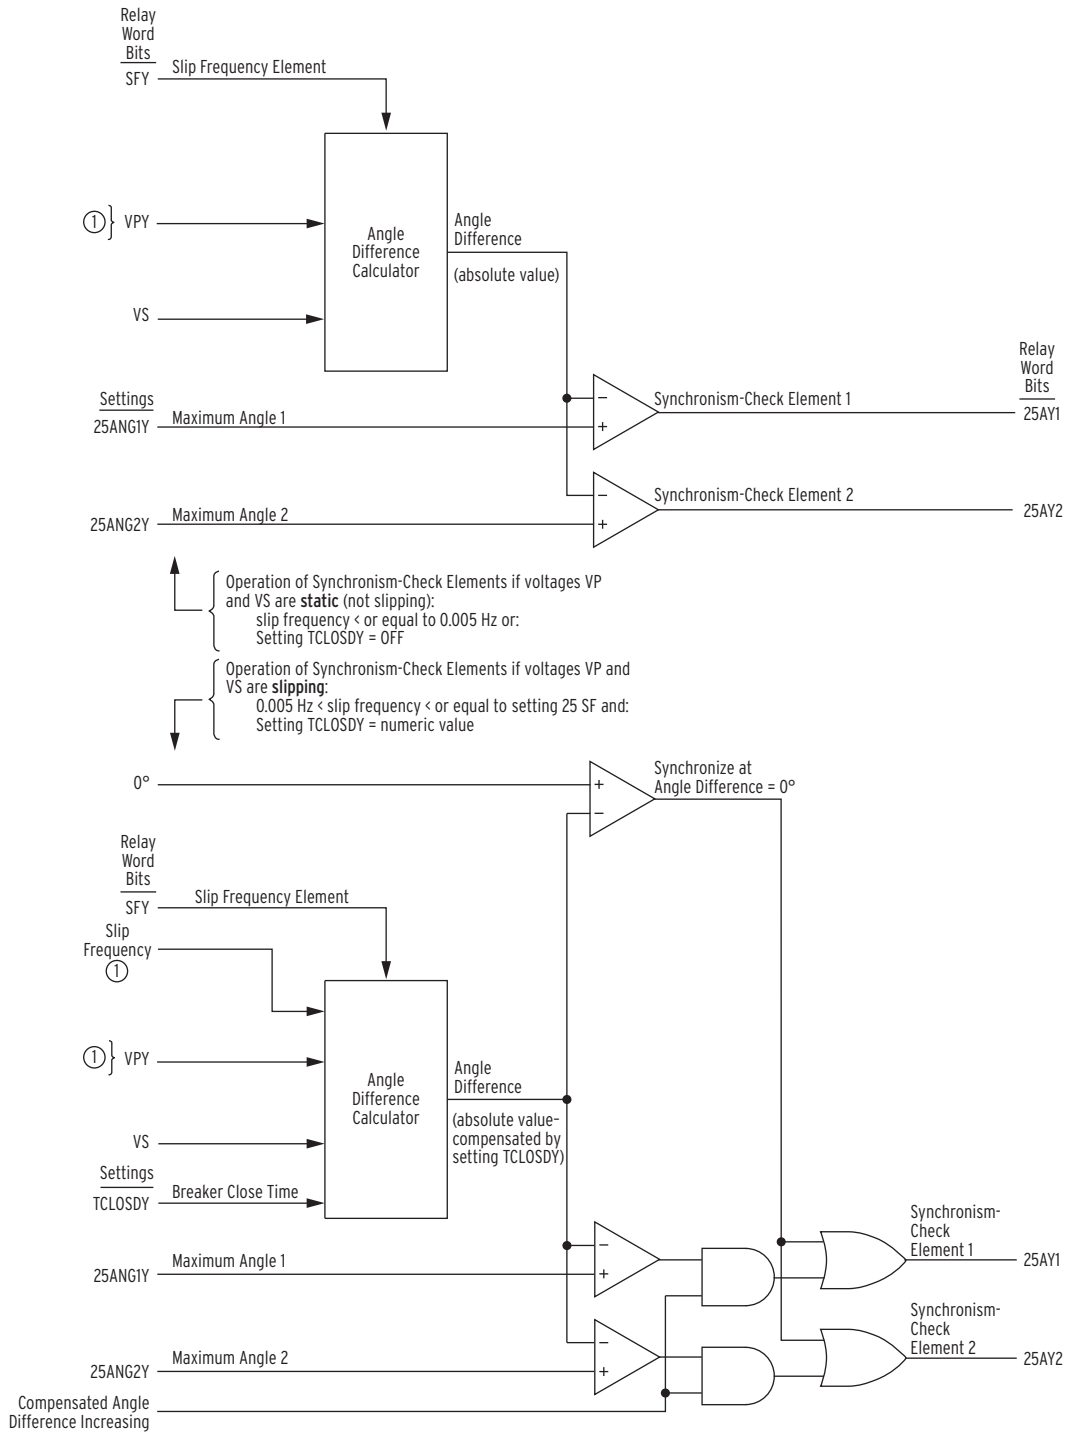 Relay
Word
Bits
SFY
Slip Frequency Element
1
VPY
VS
Angle
Difference
Calculator
Angle
Difference
(absolute value)
Settings
25ANG1Y
Maximum Angle 1
−
+
Synchronism-Check Element 1
Relay
Word
Bits
25AY1
25ANG2Y
Maximum Angle 2
−
+
Synchronism-Check Element 2
25AY2
Operation of Synchronism-Check Elements if voltages VP
and VS are static (not slipping):
slip frequency < or equal to 0.005 Hz or:
Setting TCLOSDY = OFF
Operation of Synchronism-Check Elements if voltages VP and
VS are slipping:
0.005 Hz < slip frequency < or equal to setting 25 SF and:
Setting TCLOSDY = numeric value
0°
+
−
Synchronize at
Angle Difference = 0°
Relay
Word
Bits
SFY
Slip Frequency Element
Slip
Frequency
1
1
VPY
VS
Settings
TCLOSDY
Breaker Close Time
Angle
Difference
Calculator
Angle
Difference
(absolute value-
compensated by
setting TCLOSDY)
25ANG1Y
Maximum Angle 1
−
+
Synchronism-
Check
Element 1
25AY1
25ANG2Y
Maximum Angle 2
−
+
Synchronism-
Check
Element 2
25AY2
Compensated Angle
Difference Increasing